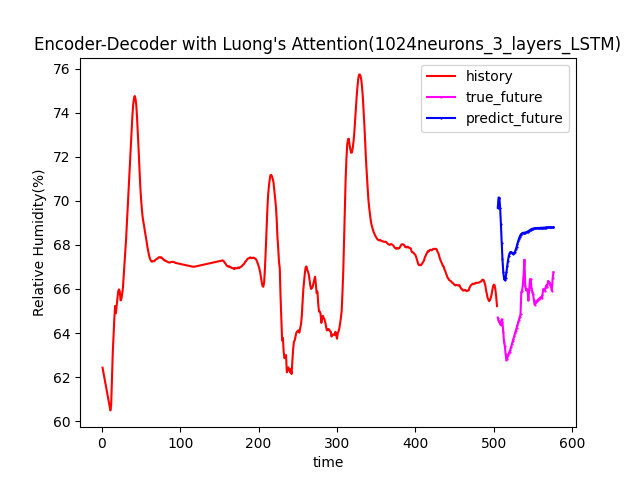 Encoder-Decoder with Luong's Attention(1024neurons_3_layers_LSTM)
history
true_future
predict_future
Relative Humidity(%)
76
74
72
70
68
66
64
62
60
0 100 200 300 400 500 600
time